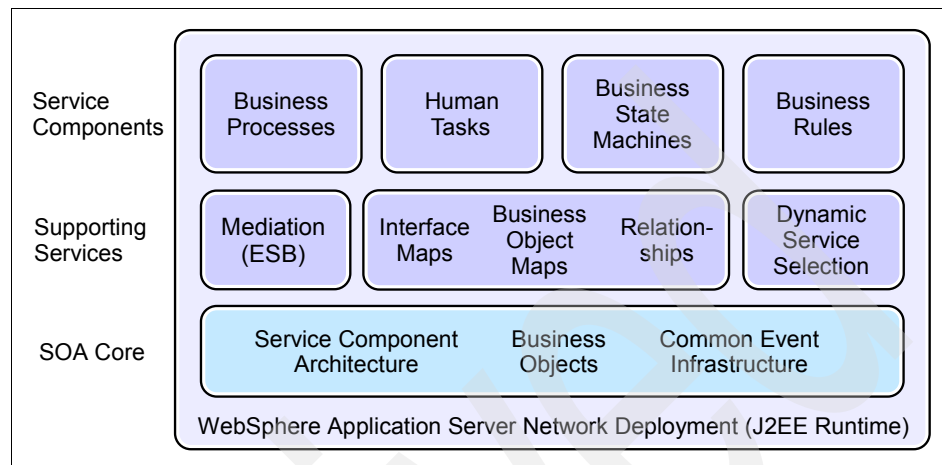 Service
Components
Business
Processes
Human
Tasks
Business
State
Machines
Business
Rules
Supporting
Services
Mediation
(ESB)
Interface
Maps
Business
Object
Maps
Relation-
ships
Dynamic
Service
Selection
SOA Core
Service Component
Architecture
Business
Objects
Common Event
Infrastructure
WebSphere Application Server Network Deployment (J2EE Runtime)